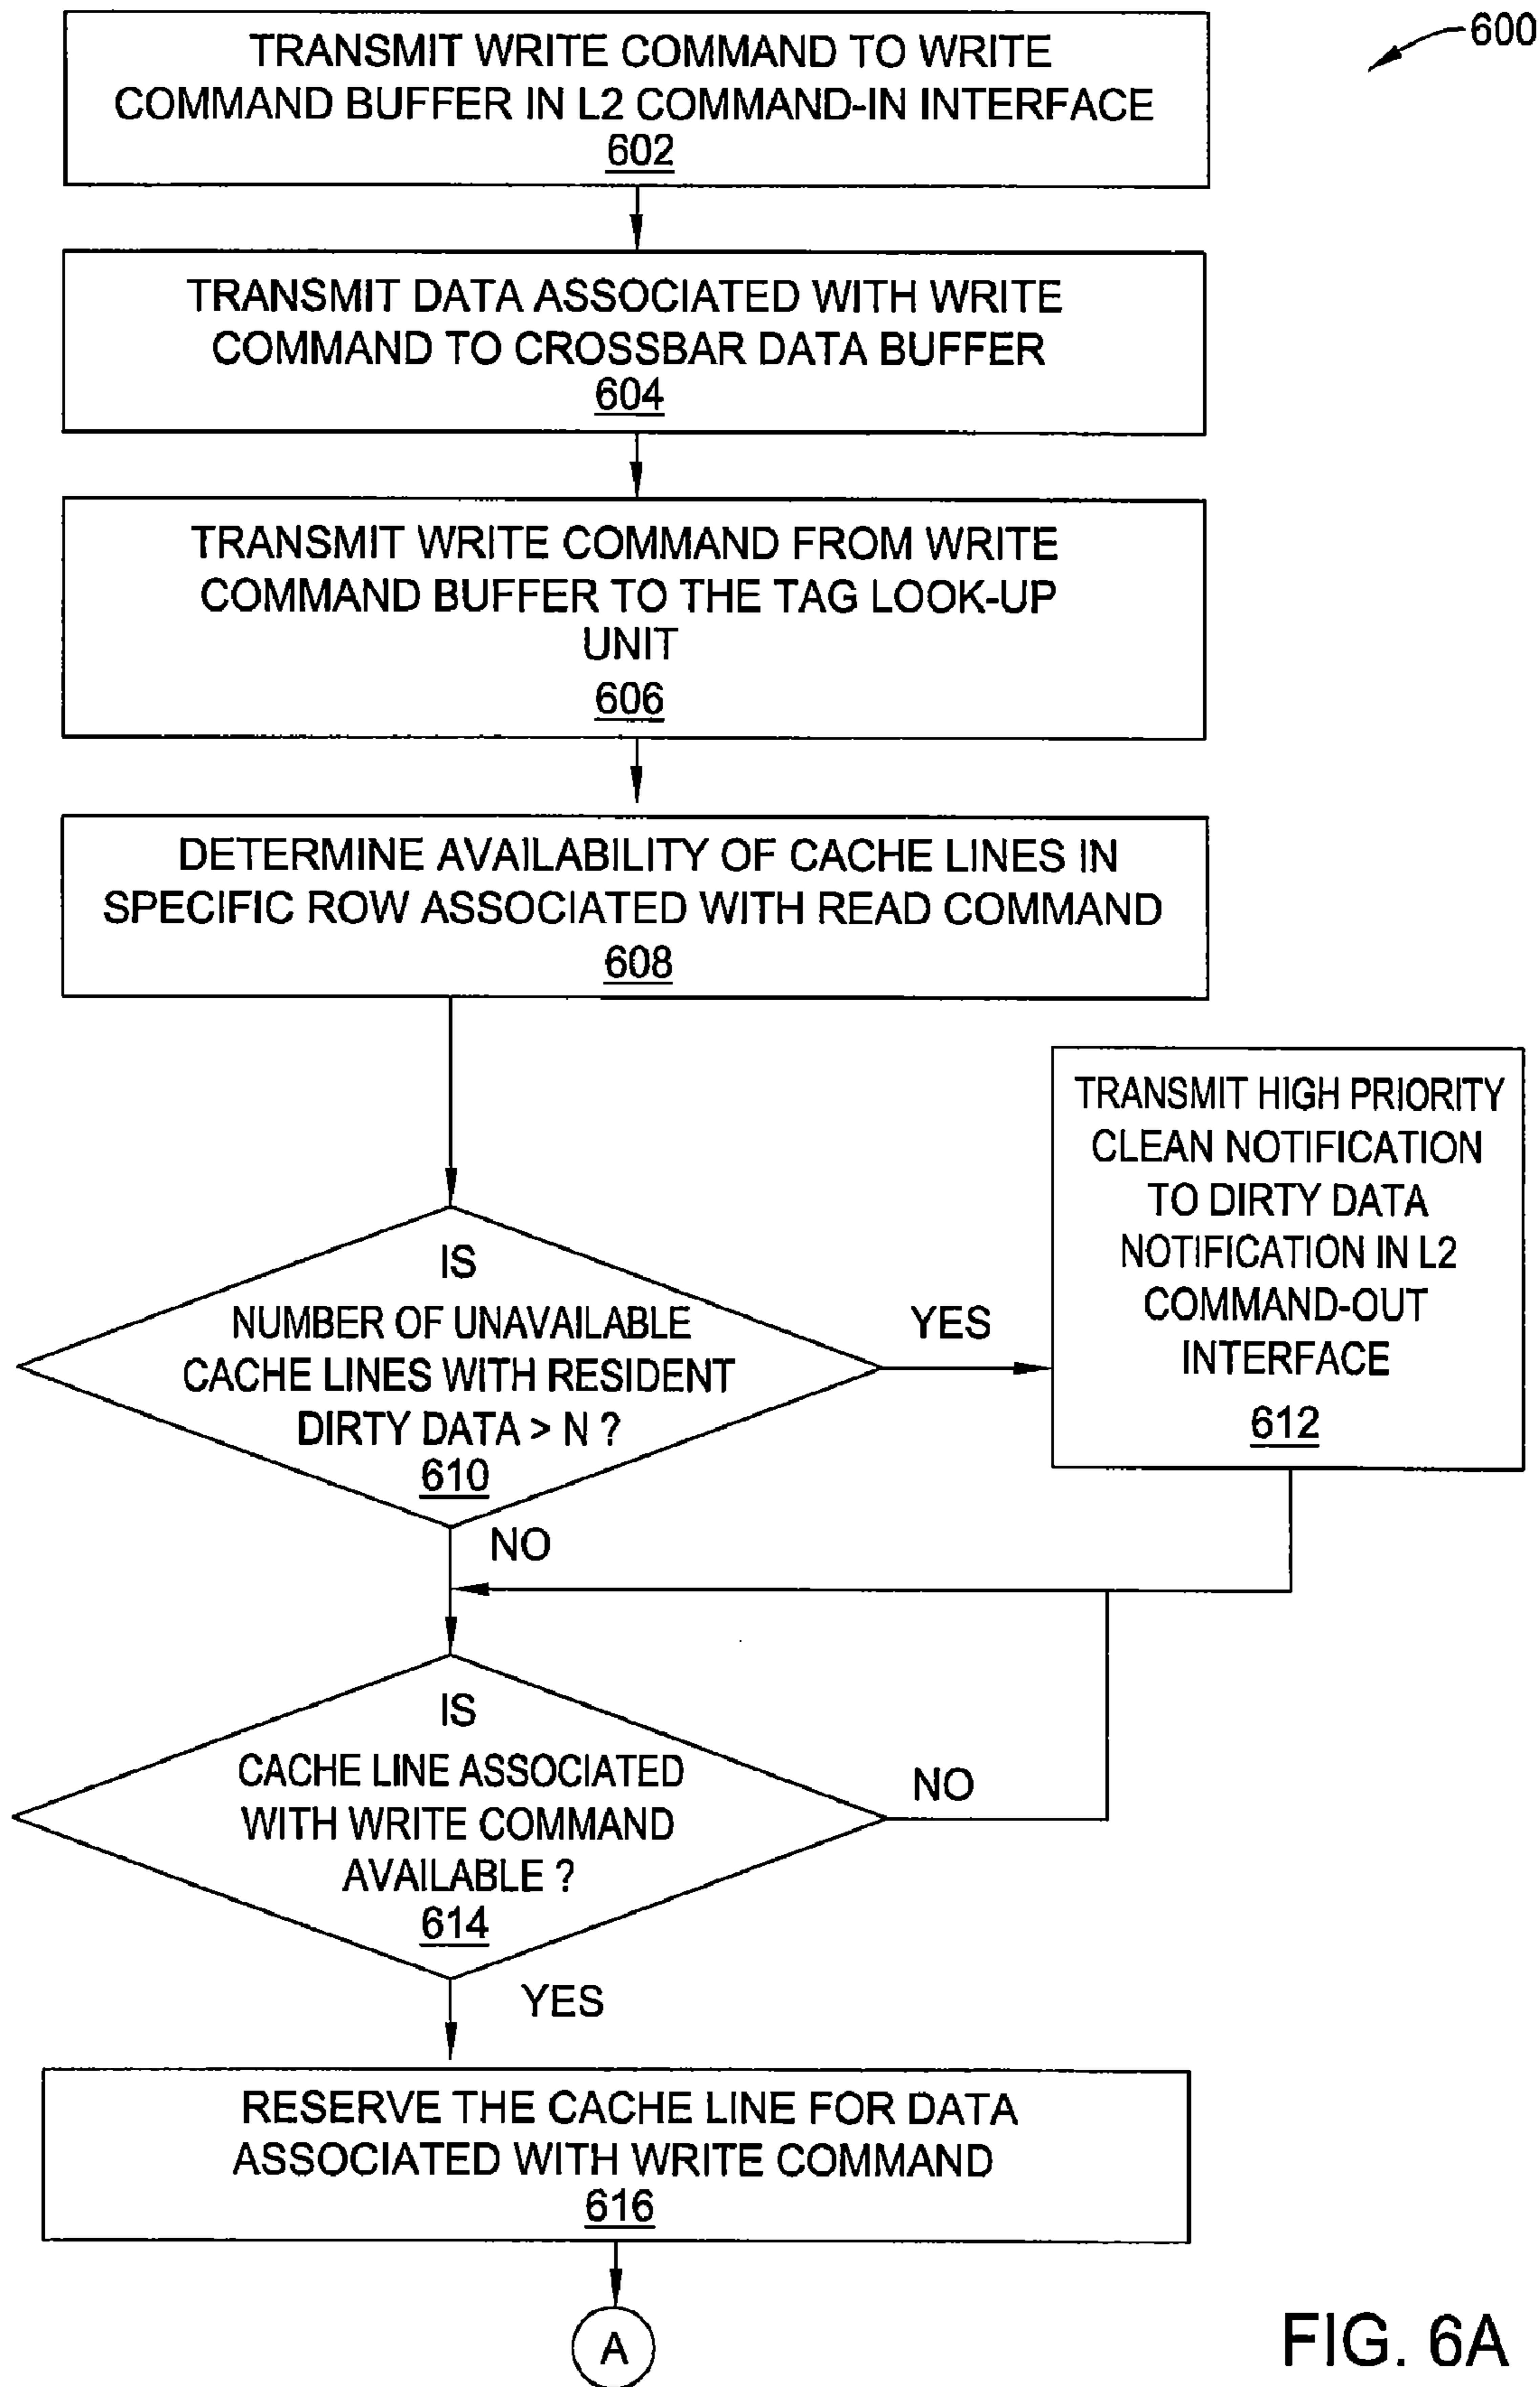 600
TRANSMIT WRITE COMMAND TO WRITE
COMMAND BUFFER IN L2 COMMAND-IN INTERFACE
602
TRANSMIT DATA ASSOCIATED WITH WRITE
COMMAND TO CROSSBAR DATA BUFFER
604
TRANSMIT WRITE COMMAND FROM WRITE
COMMAND BUFFER TO THE TAG LOOK-UP
UNIT
606
DETERMINE AVAILABILITY OF CACHE LINES IN
SPECIFIC ROW ASSOCIATED WITH READ COMMAND
608
IS
NUMBER OF UNAVAILABLE
CACHE LINES WITH RESIDENT
DIRTY DATA > N ?
610
YES
TRANSMIT HIGH PRIORITY
CLEAN NOTIFICATION
TO DIRTY DATA
NOTIFICATION IN L2
COMMAND-OUT
INTERFACE
612
NO
IS
CACHE LINE ASSOCIATED
WITH WRITE COMMAND
AVAILABLE ?
614
NO
YES
RESERVE THE CACHE LINE FOR DATA
ASSOCIATED WITH WRITE COMMAND
616
A
FIG. 6A